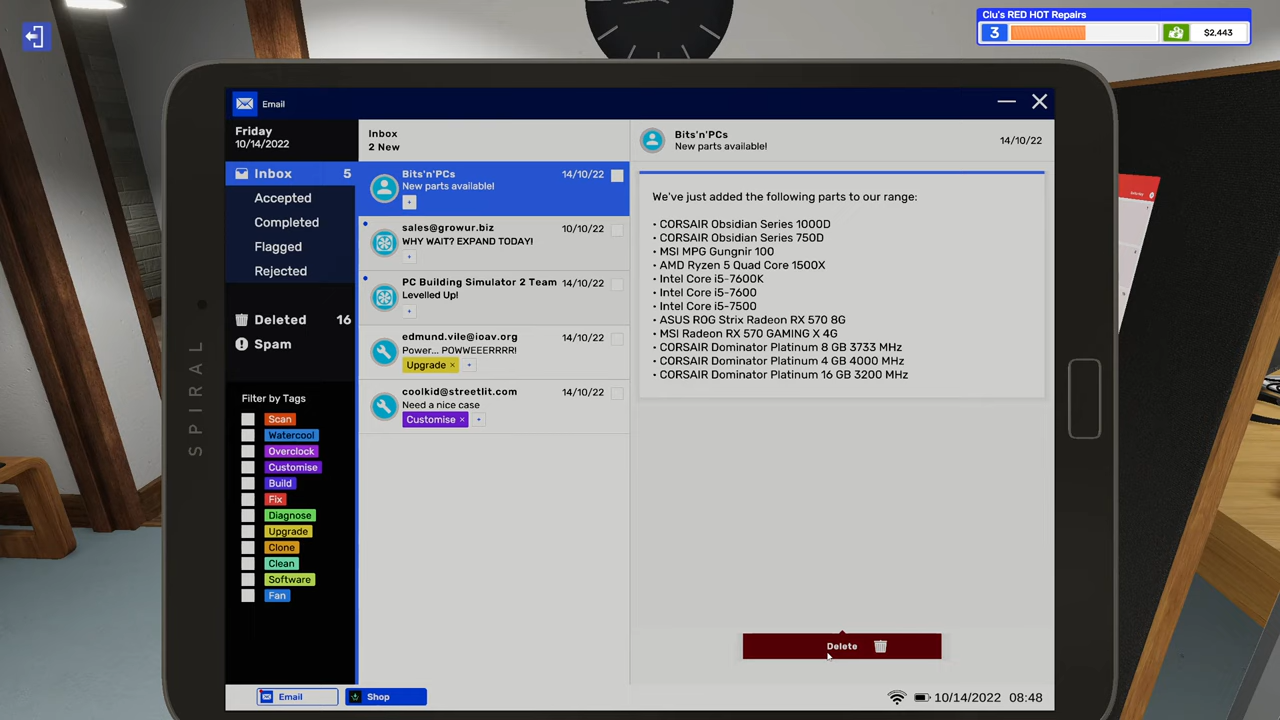 Clu's RED HOT Repairs
3
$2,443
Email
Friday
10/14/2022
Inbox 5
Accepted
Completed
Flagged
Rejected
Deleted 16
Spam
Filter by Tags
Scan
Watercool
Overclock
Customise
Build
Fix
Diagnose
Upgrade
Clone
Clean
Software
Fan
Inbox
2 New
Bits'n'PCs 14/10/22
New parts available!
+
sales@growur.biz 10/10/22
WHY WAIT? EXPAND TODAY!
+
PC Building Simulator 2 Team 14/10/22
Levelled Up!
+
edmund.vile@ioav.org 14/10/22
Power... POWWEEERRRR!
Upgrade × +
coolkid@streetlit.com 14/10/22
Need a nice case
Customise × +
Bits'n'PCs 14/10/22
New parts available!
We've just added the following parts to our range:
• CORSAIR Obsidian Series 1000D
• CORSAIR Obsidian Series 750D
• MSI MPG Gungnir 100
• AMD Ryzen 5 Quad Core 1500X
• Intel Core i5-7600K
• Intel Core i5-7600
• Intel Core i5-7500
• ASUS ROG Strix Radeon RX 570 8G
• MSI Radeon RX 570 GAMING X 4G
• CORSAIR Dominator Platinum 8 GB 3733 MHz
• CORSAIR Dominator Platinum 4 GB 4000 MHz
• CORSAIR Dominator Platinum 16 GB 3200 MHz
Delete
SPIRAL
Email
Shop
10/14/2022 08:48